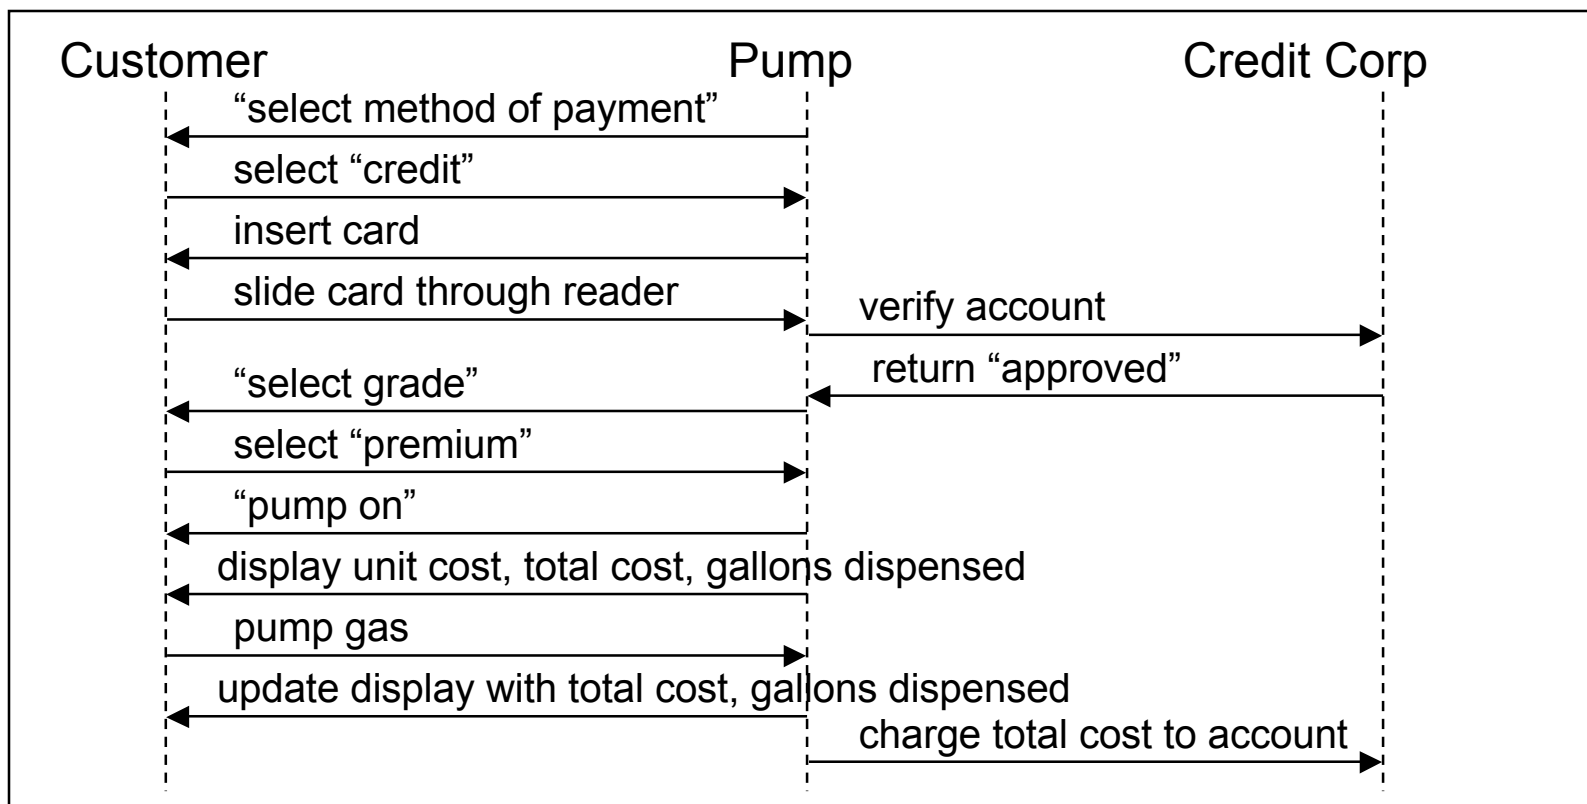 Customer Pump Credit Corp
“select method of payment”
select “credit”
insert card
slide card through reader
verify account
return “approved”
“select grade”
select “premium”
“pump on”
display unit cost, total cost, gallons dispensed
pump gas
update display with total cost, gallons dispensed
charge total cost to account